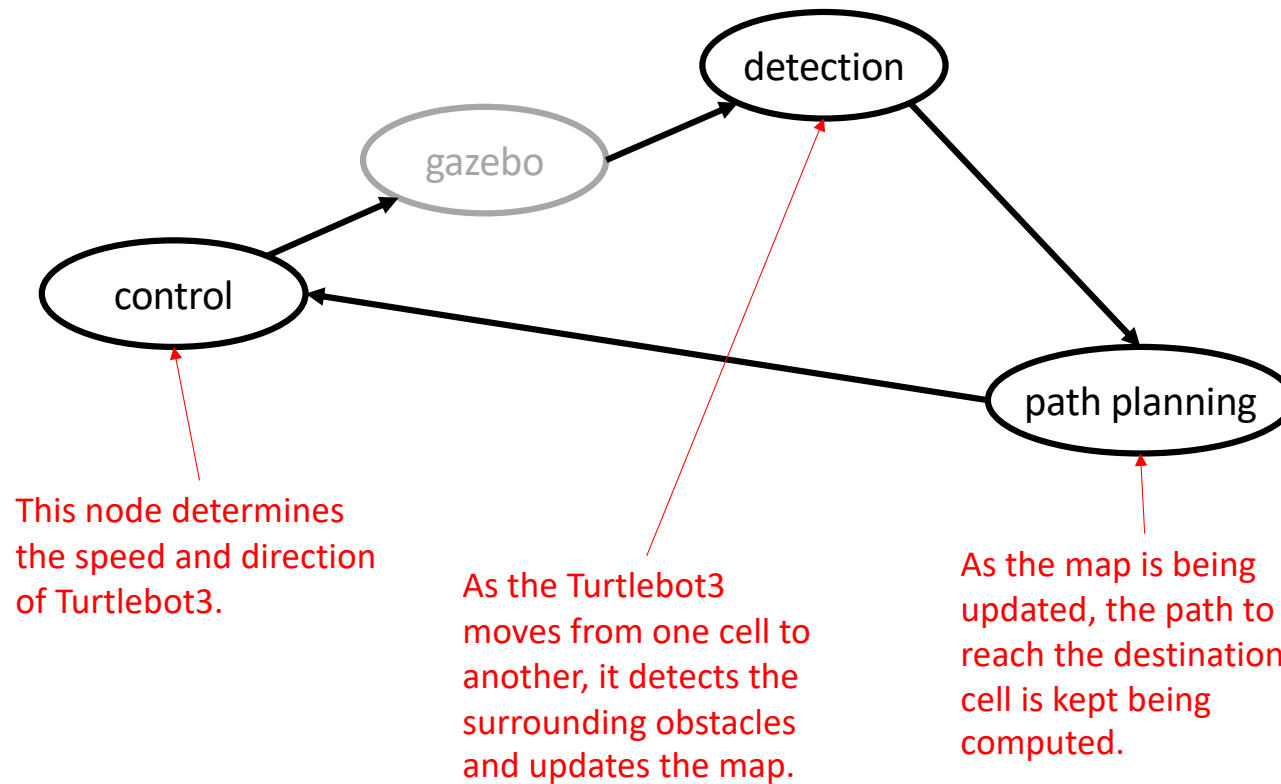 detection
gazebo
control
path planning
This node determines
the speed and direction
of Turtlebot3.
As the Turtlebot3
moves from one cell to
another, it detects the
surrounding obstacles
and updates the map.
As the map is being
updated, the path to
reach the destination
cell is kept being
computed.